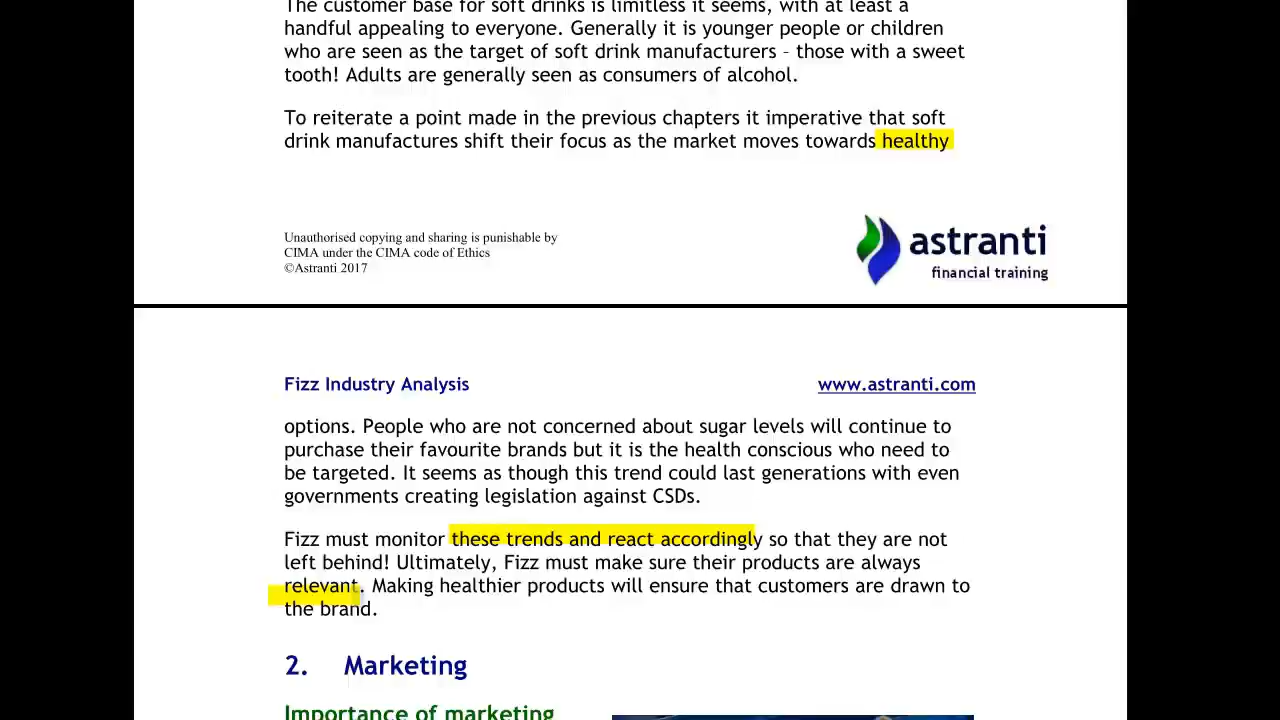 The customer base for soft drinks is limitless it seems, with at least a
handful appealing to everyone. Generally it is younger people or children
who are seen as the target of soft drink manufacturers – those with a sweet
tooth! Adults are generally seen as consumers of alcohol.
To reiterate a point made in the previous chapters it imperative that soft
drink manufactures shift their focus as the market moves towards healthy
Unauthorised copying and sharing is punishable by
CIMA under the CIMA code of Ethics
©Astranti 2017
astranti
financial training
Fizz Industry Analysis
www.astranti.com
options. People who are not concerned about sugar levels will continue to
purchase their favourite brands but it is the health conscious who need to
be targeted. It seems as though this trend could last generations with even
governments creating legislation against CSDs.
Fizz must monitor these trends and react accordingly so that they are not
left behind! Ultimately, Fizz must make sure their products are always
relevant. Making healthier products will ensure that customers are drawn to
the brand.
2. Marketing
Importance of marketing